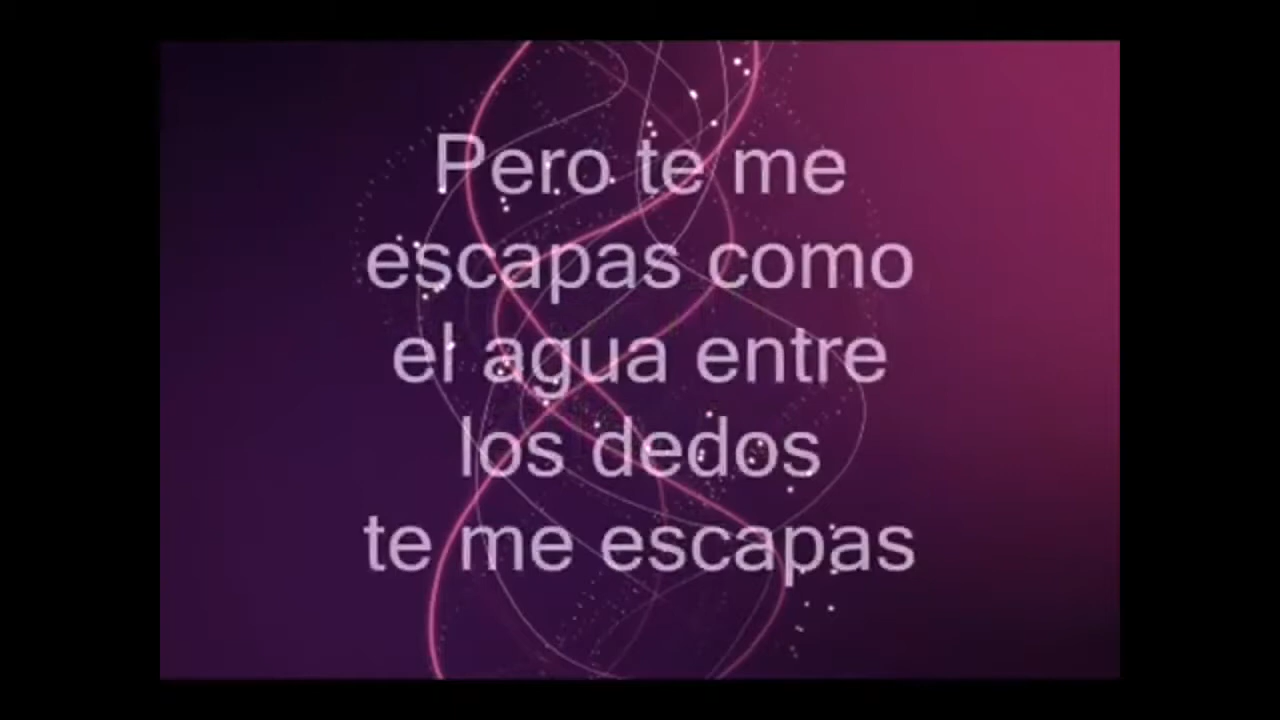 Pero te me
escapas como
el agua entre
los dedos
te me escapas